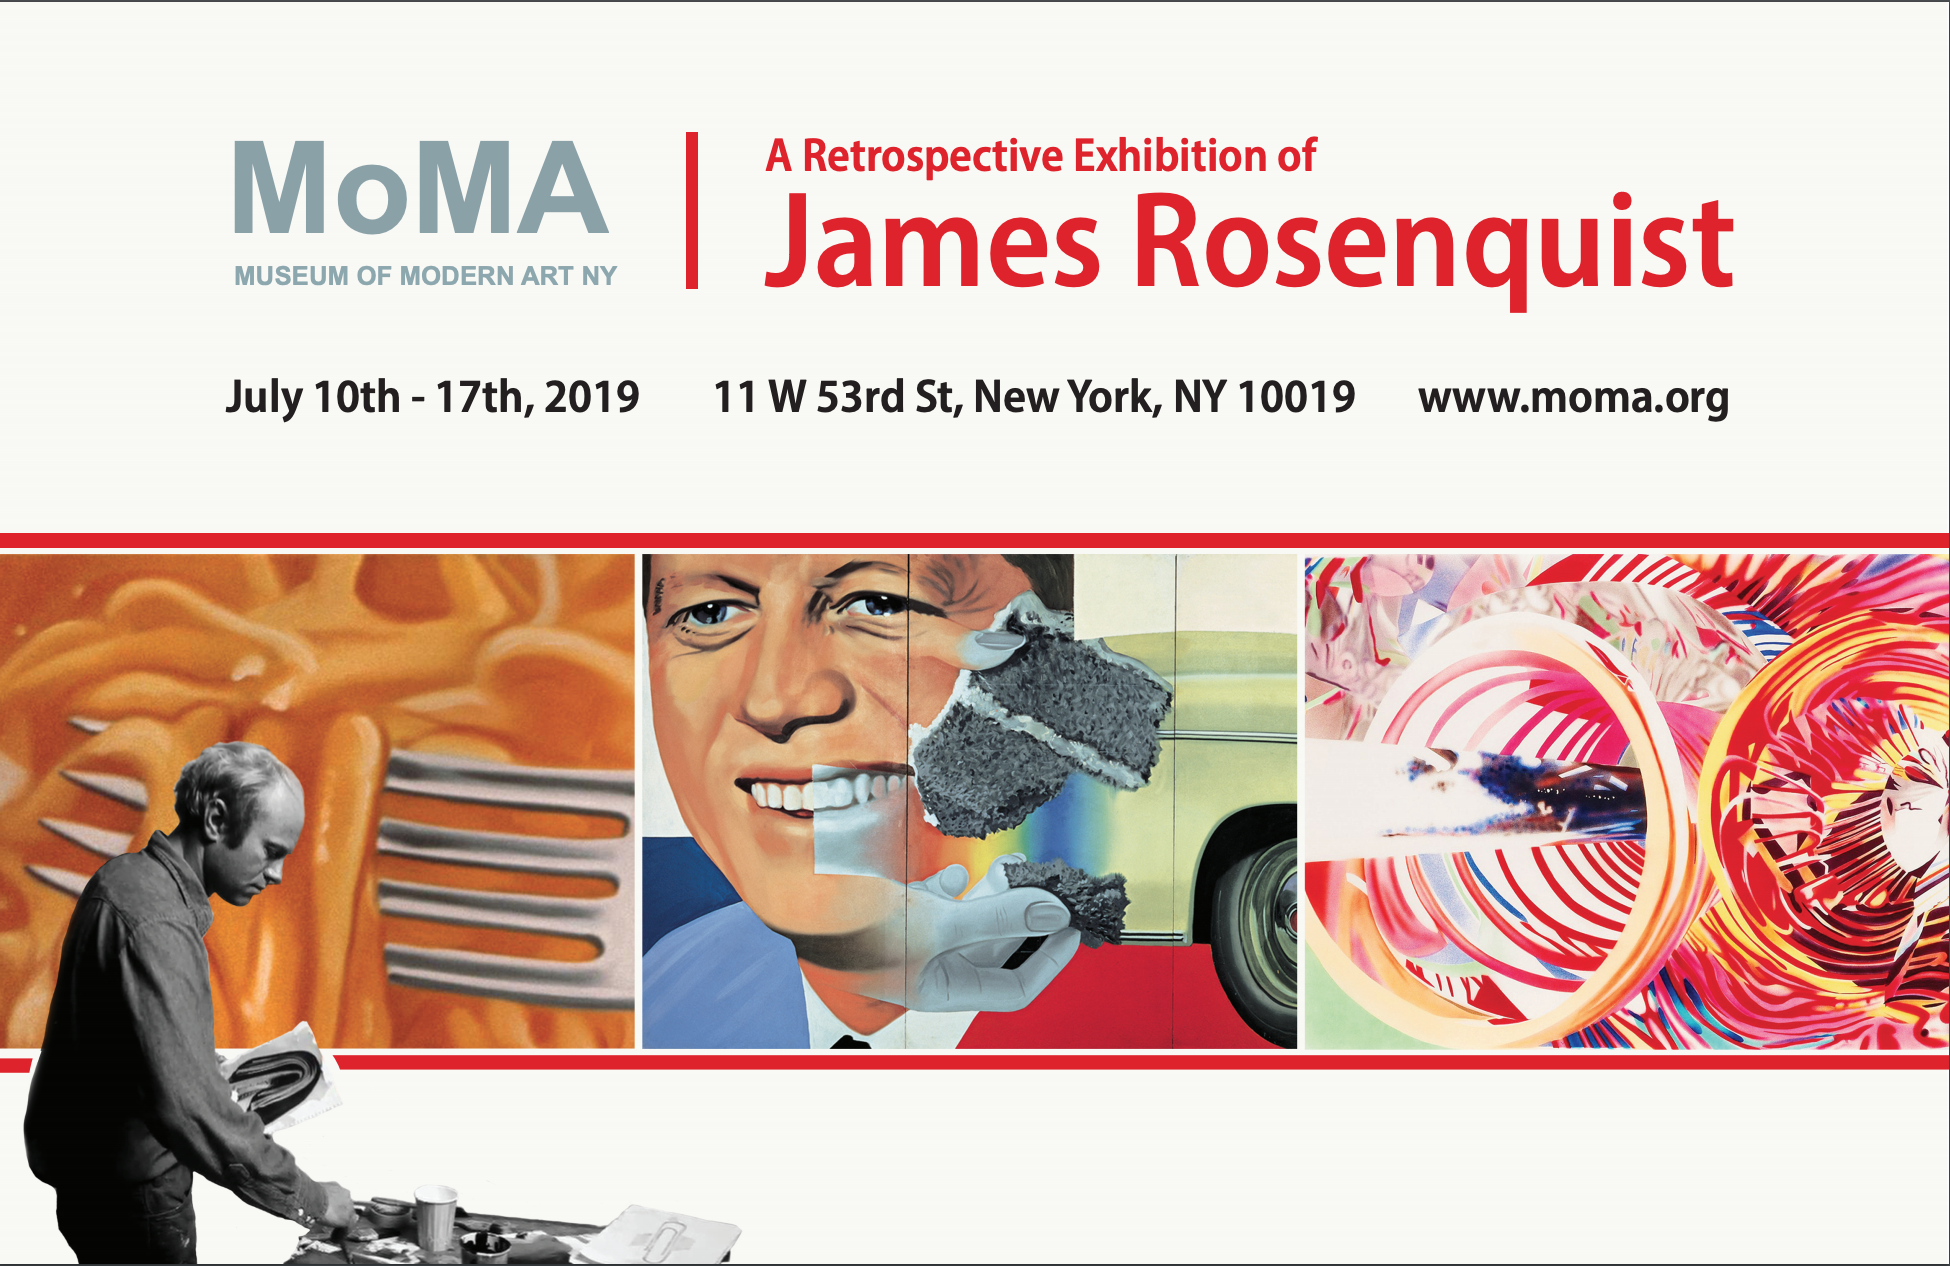 MoMA
MUSEUM OF MODERN ART NY
A Retrospective Exhibition of
James Rosenquist
July 10th - 17th, 2019
11 W 53rd St, New York, NY 10019
www.moma.org